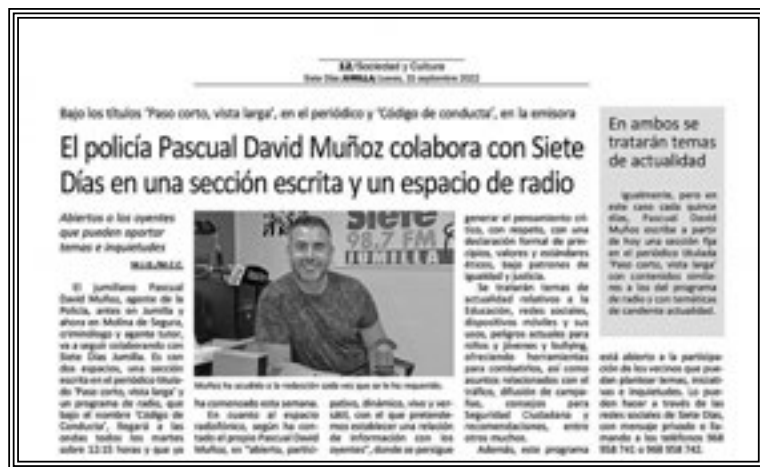 12/Sociedad y Cultura
Siete Días JUMILLA Jueves, 15 septiembre 2022
Bajo los títulos 'Paso corto, vista larga', en el periódico y 'Código de conducta', en la emisora
El policía Pascual David Muñoz colabora con Siete
Días en una sección escrita y un espacio de radio
Abiertos a los oyentes
que pueden aportar
temas e inquietudes
El jumillano Pascual
David Muñoz, agente de la
Policía, antes en Jumilla y
ahora en Molina de Segura,
criminólogo y agente tutor,
va a seguir colaborando con
Siete Días Jumilla. Es con
dos espacios, una sección
escrita en el periódico titula-
do 'Paso corto, vista larga' y
un programa de radio, que
bajo el nombre 'Código de
Conducta', llegará a las
ondas todos los martes
sobre 12:15 horas y que ya
Siete
98.7 FM
JUMILLA
Muñoz ha acudido a la redacción cada vez que se le ha requerido.
ha comenzado esta semana.
En cuanto al espacio
radiofónico, según ha con-
tado el propio Pascual David
Muñoz, en "abierto, partici-
pativo, dinámico, vivo y ver-
sátil, con el que pretende-
mos establecer una relación
de información con los
oyentes", donde se persigue
generar el pensamiento crí-
tico, con respeto, con una
declaración formal de prin-
cipios, valores y estándares
éticos, bajo patrones de
igualdad y justicia.
Se tratarán temas de
actualidad relativos a la
Educación, redes sociales,
dispositivos móviles y sus
usos, peligros actuales para
niños y jóvenes y bullying,
ofreciendo herramientas
para combatirlos, así como
asuntos relacionados con el
tráfico, difusión de campa-
ñas, consejos para
Seguridad Ciudadana y
recomendaciones, entre
otros muchos.
Además, este programa
En ambos se
tratarán temas
de actualidad
Igualmente, pero en
este caso cada quince
días, Pascual David
Muñoz escribe a partir
de hoy una sección fija
en el periódico titulada
'Paso corto, vista larga'
con contenidos simila-
res a los del programa
de radio y con temáticas
de candente actualidad.
está abierto a la participa-
ción de los vecinos que pue-
dan plantear temas, iniciati-
vas e inquietudes. Lo pue-
den hacer a través de las
redes sociales de Siete Días,
con mensaje privado o lla-
mando a los teléfonos 968
958 741 o 968 958 742.